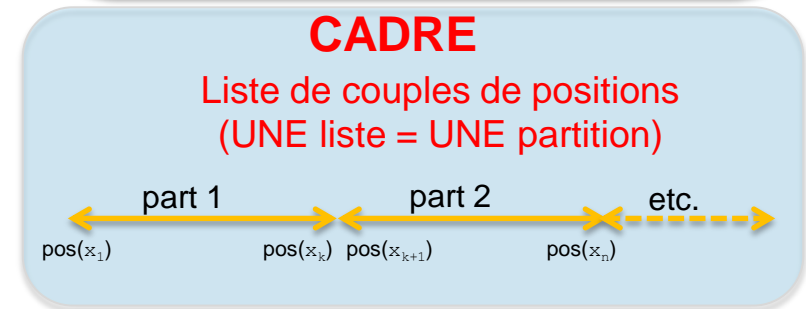 CADRE
Liste de couples de positions
(UNE liste = UNE partition)
part 1 part 2 etc.
pos(x₁) pos(xₖ) pos(xₖ₊₁) pos(xₙ)